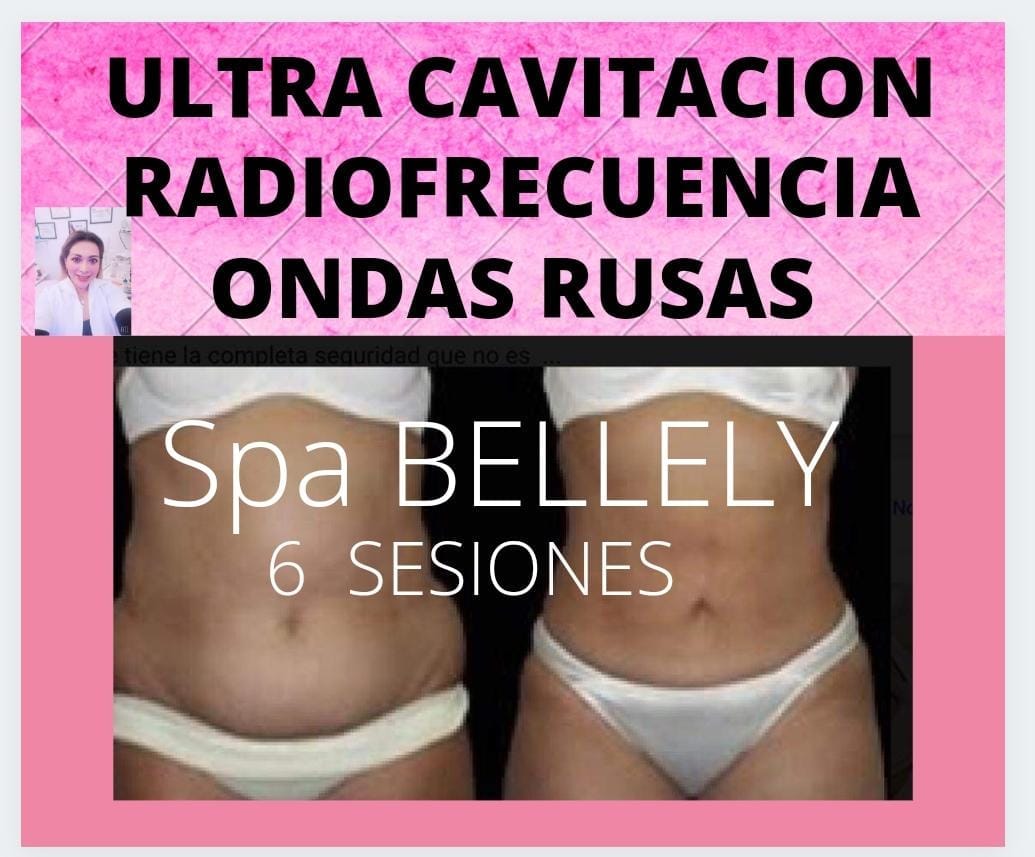 ULTRA CAVITACION
RADIOFRECUENCIA
ONDAS RUSAS
tiene la completa seguridad que no es ...
Spa BELLELY
6 SESIONES